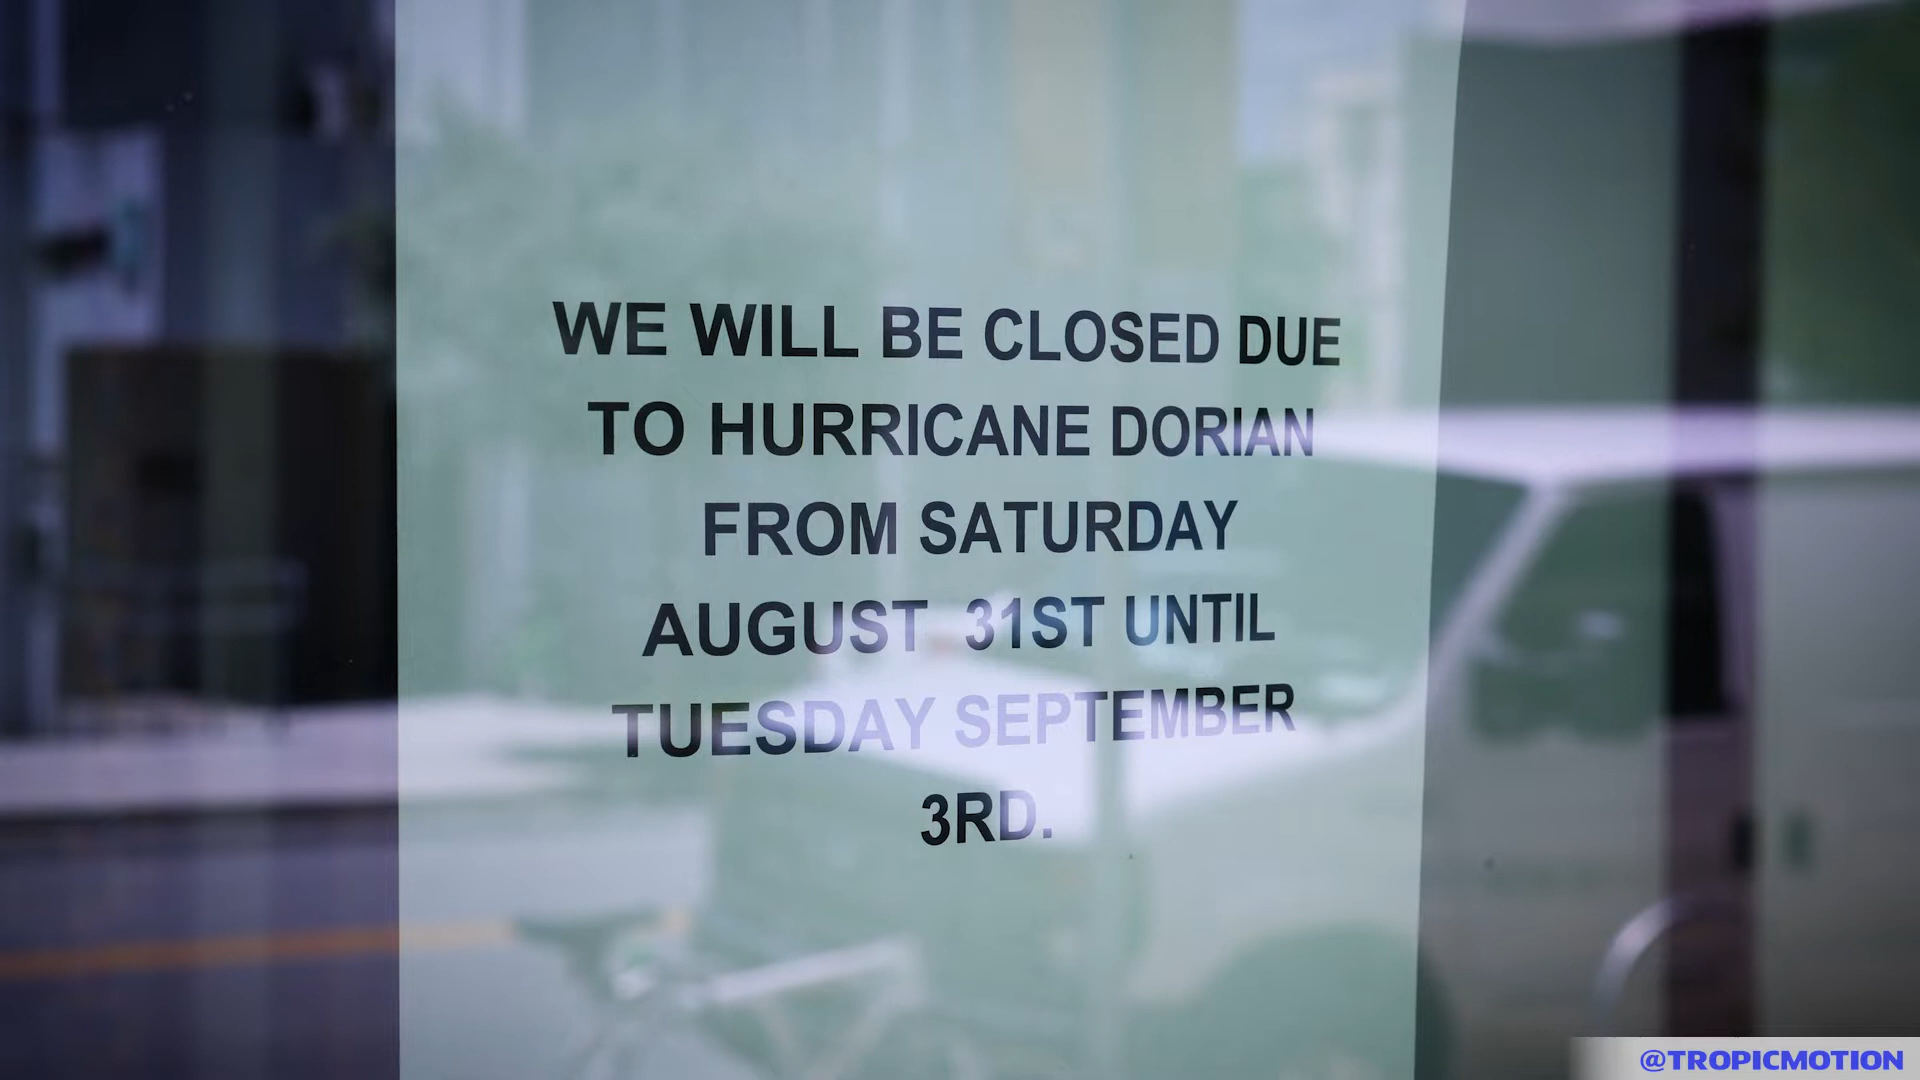 WE WILL BE CLOSED DUE
TO HURRICANE DORIAN
FROM SATURDAY
AUGUST 31ST UNTIL
TUESDAY SEPTEMBER
3RD.
@TROPICMOTION